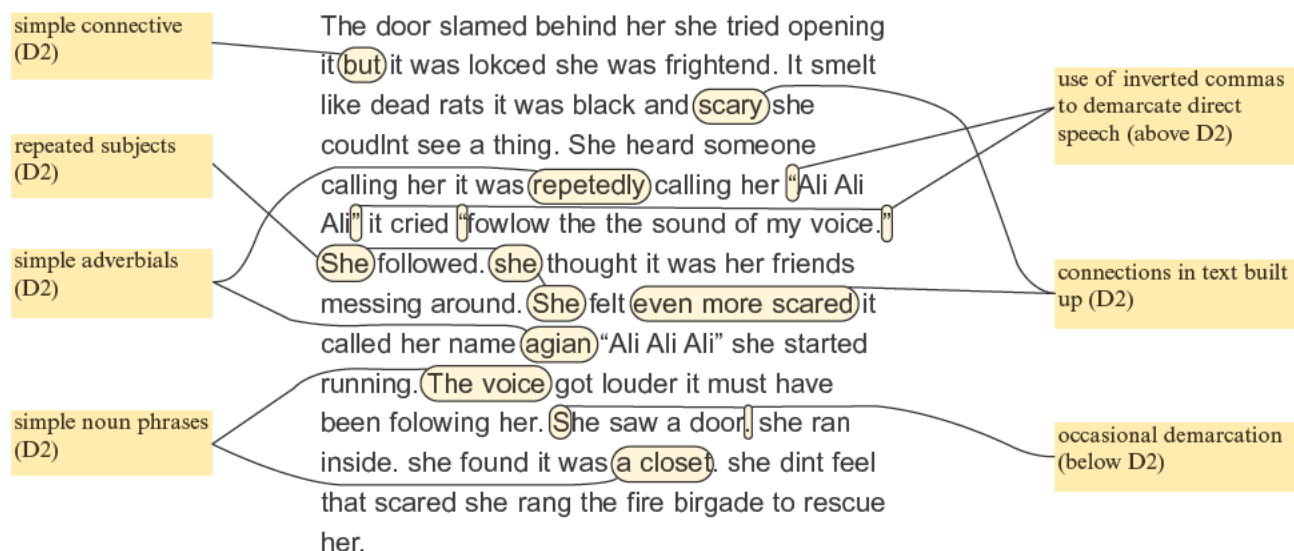 simple connective
(D2)
repeated subjects
(D2)
simple adverbials
(D2)
simple noun phrases
(D2)
The door slamed behind her she tried opening
it but it was lokced she was frightend. It smelt
like dead rats it was black and scary she
coudlnt see a thing. She heard someone
calling her it was repetedly calling her “Ali Ali
Ali” it cried “fowlow the the sound of my voice.”
She followed. she thought it was her friends
messing around. She felt even more scared it
called her name agian “Ali Ali Ali” she started
running. The voice got louder it must have
been folowing her. She saw a door. she ran
inside. she found it was a closet. she dint feel
that scared she rang the fire birgade to rescue
her.
use of inverted commas
to demarcate direct
speech (above D2)
connections in text built
up (D2)
occasional demarcation
(below D2)